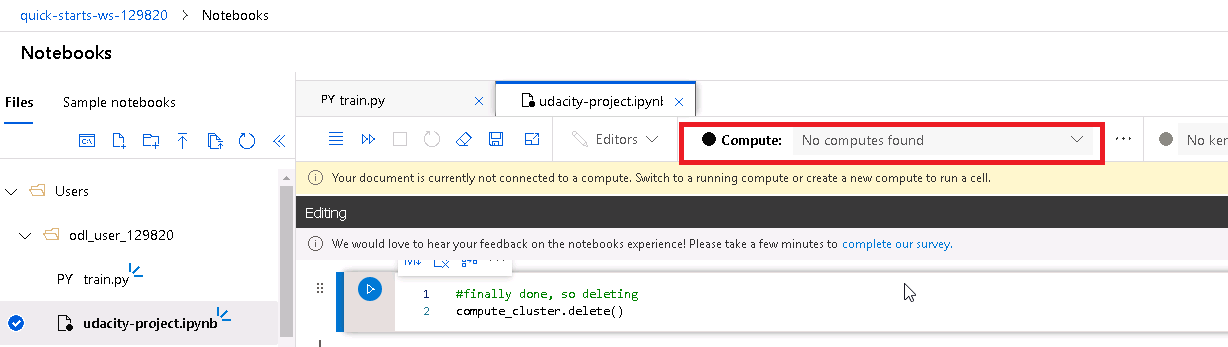 quick-starts-ws-129820 > Notebooks
Notebooks
Files Sample notebooks
PY train.py × udacity-project.ipynb ×
Editors Compute: No computes found ... No ker
Your document is currently not connected to a compute. Switch to a running compute or create a new compute to run a cell.
Users
Editing
odl_user_129820
We would love to hear your feedback on the notebooks experience! Please take a few minutes to complete our survey.
PY train.py
1 #finally done, so deleting
2 compute_cluster.delete()
udacity-project.ipynb